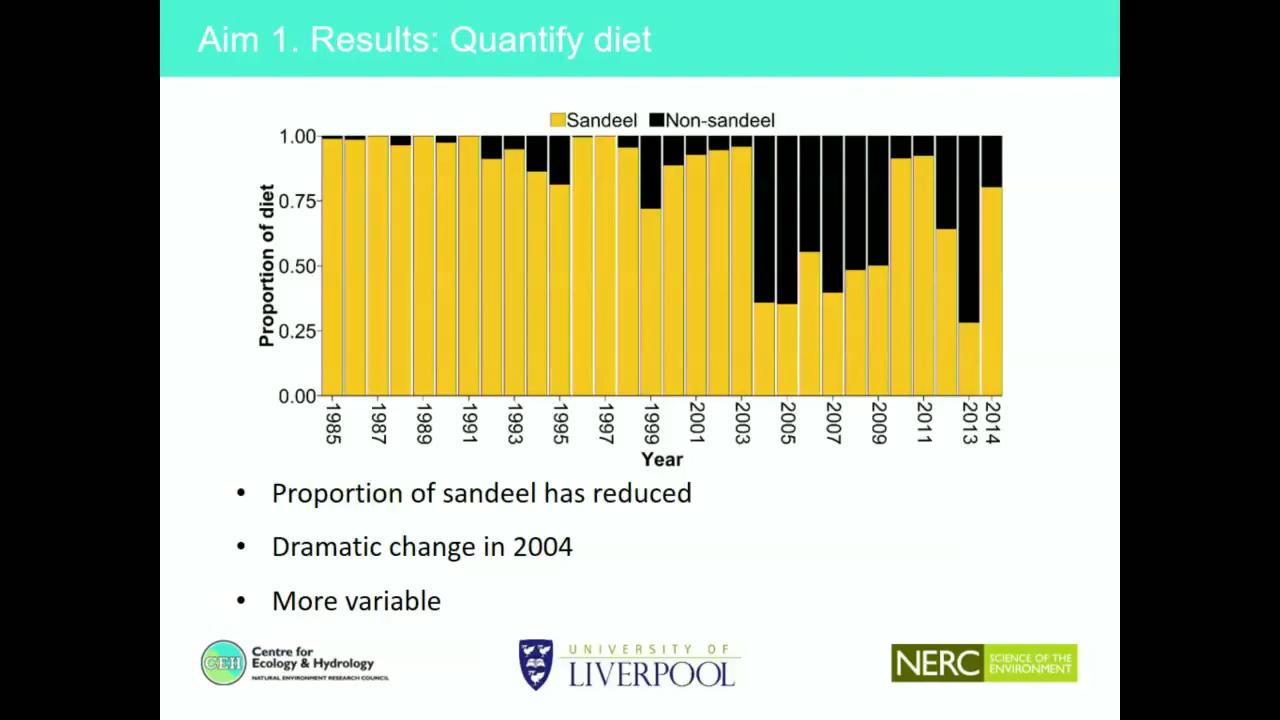 Aim 1. Results: Quantify diet
Sandeel Non-sandeel
Proportion of diet
1.00
0.75
0.50
0.25
0.00
1985 1987 1989 1991 1993 1995 1997 1999 2001 2003 2005 2007 2009 2011 2013 2014
Year
• Proportion of sandeel has reduced
• Dramatic change in 2004
• More variable
CEH
Centre for
Ecology & Hydrology
NATURAL ENVIRONMENT RESEARCH COUNCIL
UNIVERSITY OF
LIVERPOOL
NERC
SCIENCE OF THE
ENVIRONMENT